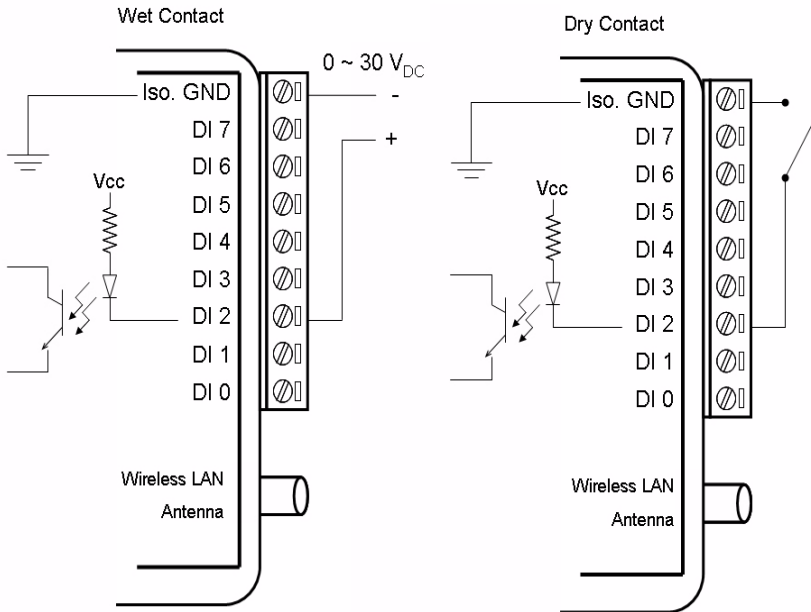 Wet Contact
0 ~ 30 VDC
Iso. GND
-
DI 7
+
DI 6
Vcc
DI 5
DI 4
DI 3
DI 2
DI 1
DI 0
Wireless LAN
Antenna
Dry Contact
Iso. GND
DI 7
DI 6
Vcc
DI 5
DI 4
DI 3
DI 2
DI 1
DI 0
Wireless LAN
Antenna